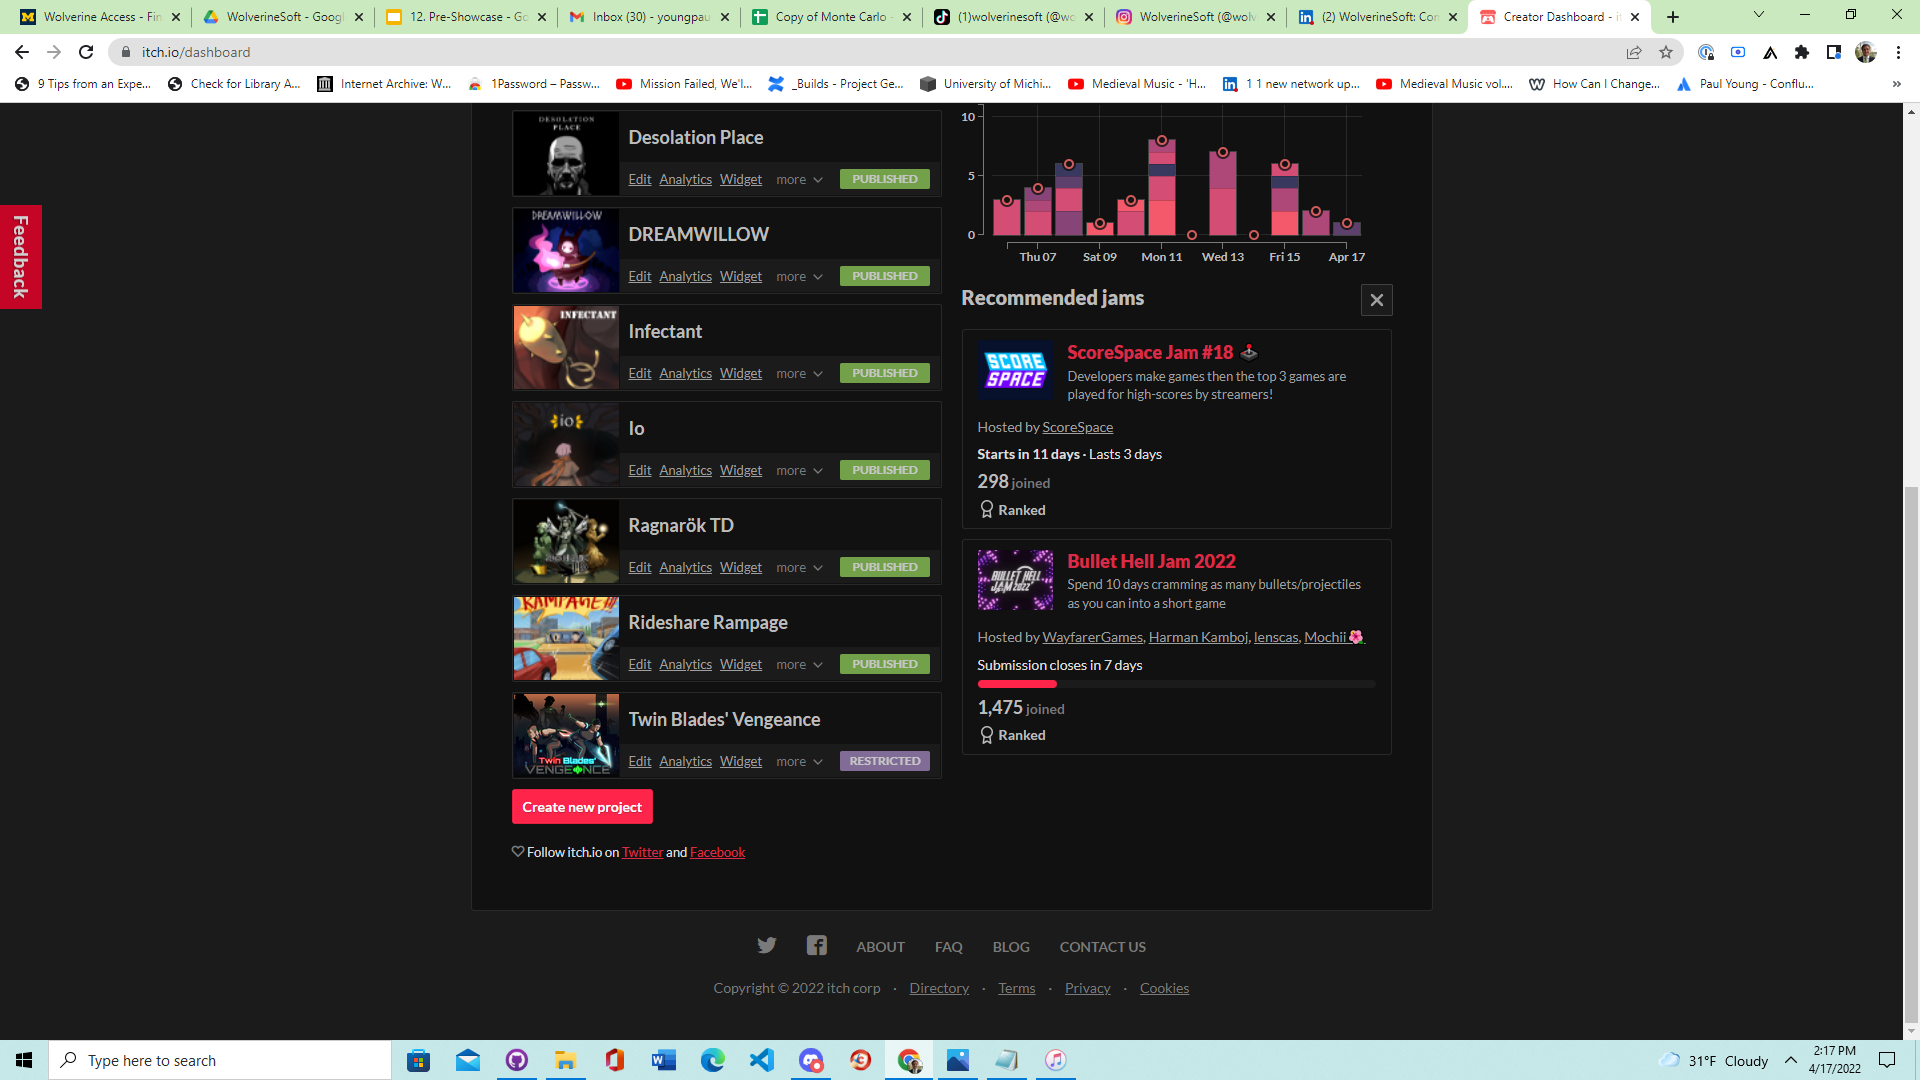 Wolverine Access - Fin
WolverineSoft - Googl
12. Pre-Showcase - Go
Inbox (30) - youngpau
Copy of Monte Carlo -
(1)wolverinesoft (@wo
WolverineSoft (@wolv
(2) WolverineSoft: Con
Creator Dashboard - it
itch.io/dashboard
9 Tips from an Expe...
Check for Library A...
Internet Archive: W...
1Password – Passw...
Mission Failed, We'l...
_Builds - Project Ge...
University of Michi...
Medieval Music - 'H...
1 1 new network up...
Medieval Music vol....
How Can I Change...
Paul Young - Conflu...
»
Feedback
DESOLATION
PLACE
Desolation Place
Edit Analytics Widget more PUBLISHED
DREAMWILLOW
DREAMWILLOW
Edit Analytics Widget more PUBLISHED
INFECTANT
Infectant
Edit Analytics Widget more PUBLISHED
io
Io
Edit Analytics Widget more PUBLISHED
Ragnarök TD
Edit Analytics Widget more PUBLISHED
RAMPAGE!!!
Rideshare Rampage
Edit Analytics Widget more PUBLISHED
Twin Blades'
VENGEANCE
Twin Blades' Vengeance
Edit Analytics Widget more RESTRICTED
Create new project
Follow itch.io on Twitter and Facebook
10
5
0
Thu 07 Sat 09 Mon 11 Wed 13 Fri 15 Apr 17
Recommended jams
SCORE
SPACE
ScoreSpace Jam #18
Developers make games then the top 3 games are
played for high-scores by streamers!
Hosted by ScoreSpace
Starts in 11 days · Lasts 3 days
298 joined
Ranked
BULLET HELL
JAM 2022
Bullet Hell Jam 2022
Spend 10 days cramming as many bullets/projectiles
as you can into a short game
Hosted by WayfarerGames, Harman Kamboj, lenscas, Mochii🌺
Submission closes in 7 days
1,475 joined
Ranked
ABOUT FAQ BLOG CONTACT US
Copyright © 2022 itch corp · Directory · Terms · Privacy · Cookies
Type here to search
31°F Cloudy
2:17 PM
4/17/2022